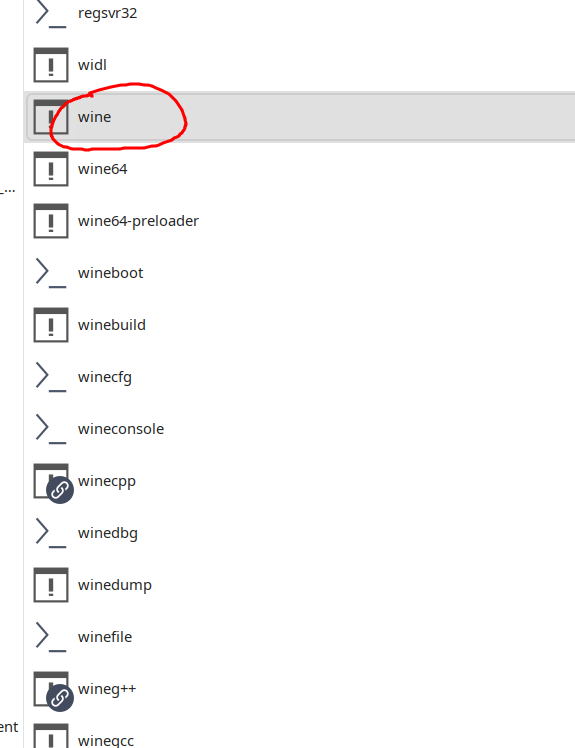 regsvr32
widl
wine
wine64
_...
wine64-preloader
wineboot
winebuild
winecfg
wineconsole
winecpp
winedbg
winedump
winefile
wineg++
ent
winegcc